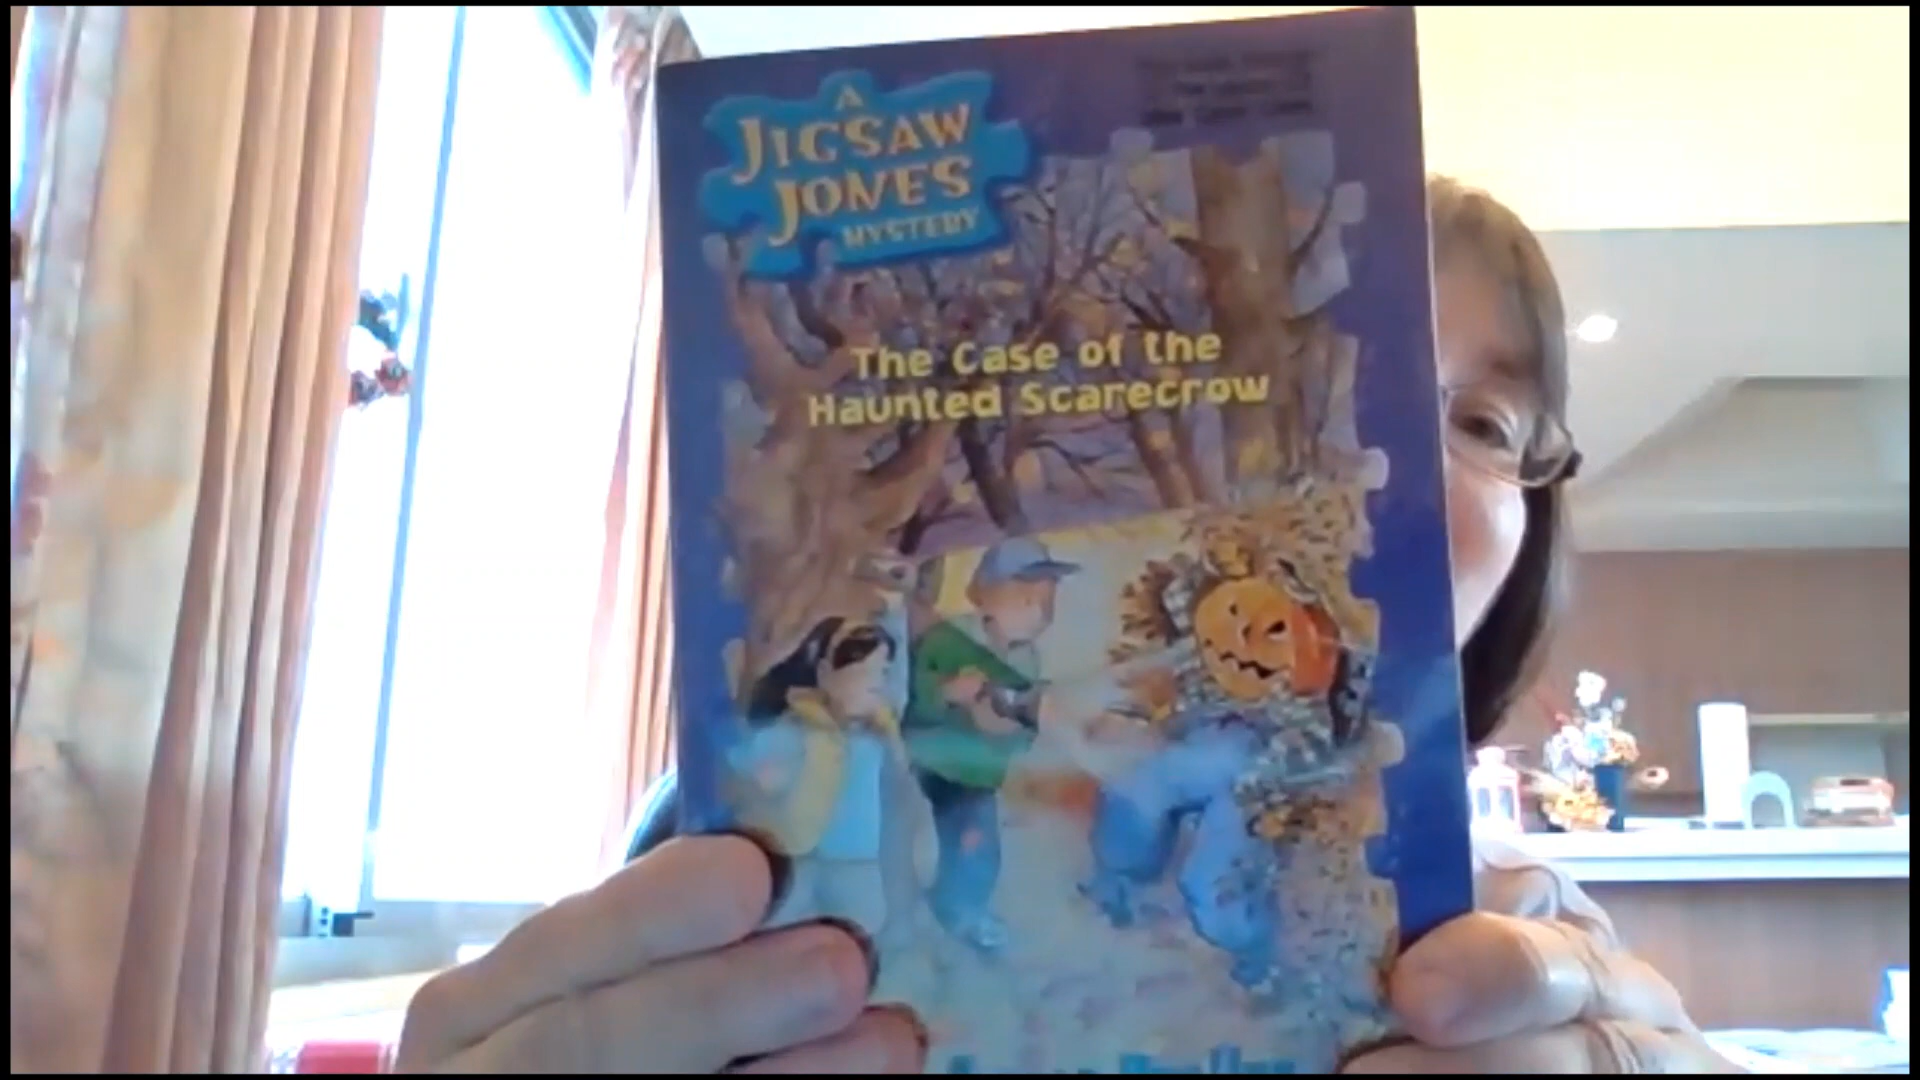 A
JIGSAW
JONES
MYSTERY
The Case of the
Haunted Scarecrow